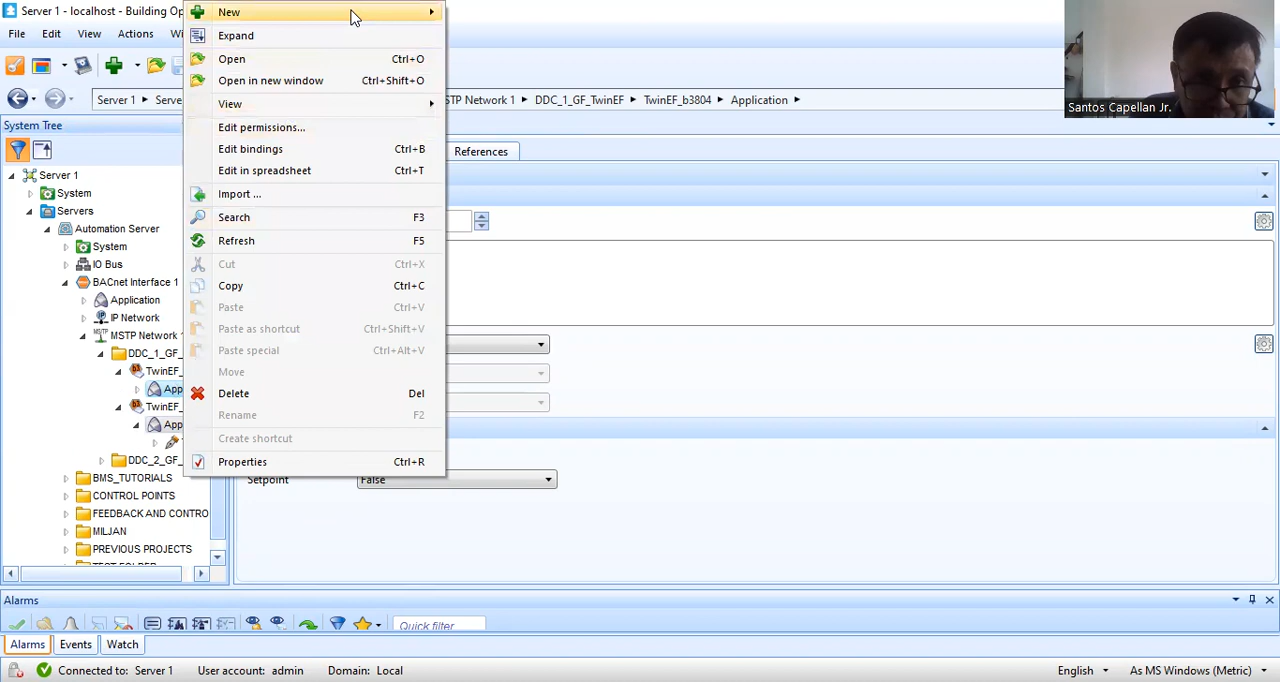 Server 1 - localhost - Building Op
File Edit View Actions Wi
Server 1 Serve
MSTP Network 1 DDC_1_GF_TwinEF TwinEF_b3804 Application
System Tree
References
Server 1
System
Servers
Automation Server
System
IO Bus
BACnet Interface 1
Application
IP Network
MSTP Network
DDC_1_GF_
TwinEF_
App
TwinEF_
App
DDC_2_GF_
BMS_TUTORIALS
CONTROL POINTS
FEEDBACK AND CONTRO
MILJAN
PREVIOUS PROJECTS
New
Expand
Open Ctrl+O
Open in new window Ctrl+Shift+O
View
Edit permissions...
Edit bindings Ctrl+B
Edit in spreadsheet Ctrl+T
Import ...
Search F3
Refresh F5
Cut Ctrl+X
Copy Ctrl+C
Paste Ctrl+V
Paste as shortcut Ctrl+Shift+V
Paste special Ctrl+Alt+V
Move
Delete Del
Rename F2
Create shortcut
Properties Ctrl+R
Setpoint False
Santos Capellan Jr.
Alarms
Quick filter
Alarms Events Watch
Connected to: Server 1 User account: admin Domain: Local English As MS Windows (Metric)